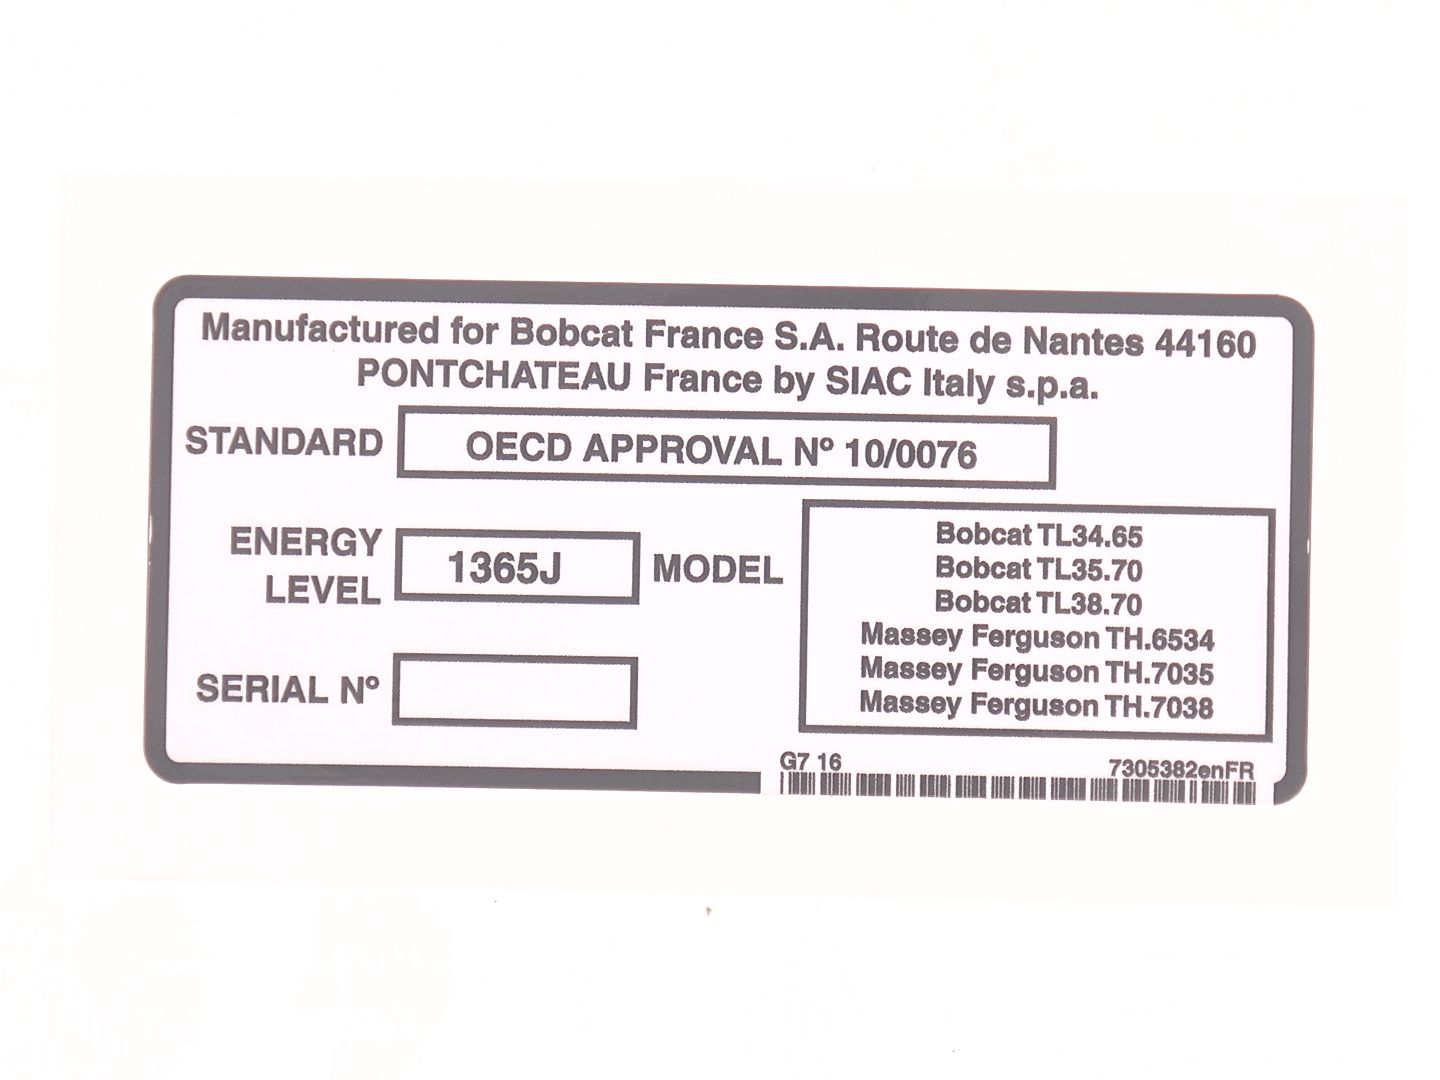 Manufactured for Bobcat France S.A. Route de Nantes 44160
PONTCHATEAU France by SIAC Italy s.p.a.
STANDARD OECD APPROVAL Nº 10/0076
ENERGY LEVEL 1365J
MODEL
Bobcat TL34.65
Bobcat TL35.70
Bobcat TL38.70
Massey Ferguson TH.6534
Massey Ferguson TH.7035
Massey Ferguson TH.7038
SERIAL Nº
G7 16 7305382enFR